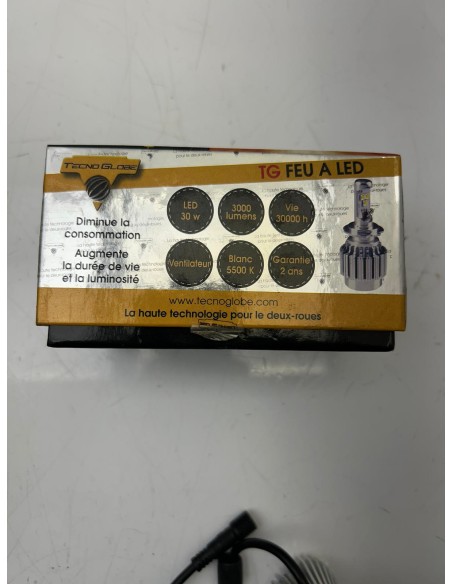 TECNO GLOBE
TG FEU A LED
Diminue la
consommation
Augmente
la durée de vie
et la luminosité
LED
30 w
3000
lumens
Vie
30000 h
Ventilateur
Blanc
5500 K
Garantie
2 ans
www.tecnoglobe.com
La haute technologie pour le deux-roues